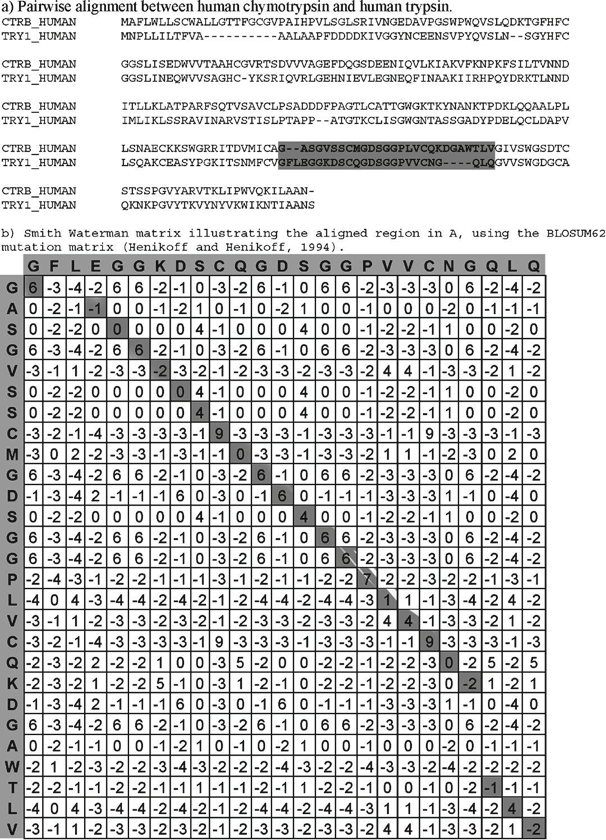 a) Pairwise alignment between human chymotrypsin and human trypsin.
CTRB_HUMAN MAFLWLLSCWALLGTTFGCGVPAIHPVLSGLSRIVNGEDAVPGSWPWQVSLQDKTGFHFC
TRY1_HUMAN MNPLLILTFVA----------AALAAPFDDDDKIVGGYNCEENSVPYQVSLN--SGYHFC
CTRB_HUMAN GGSLISEDWVVTAAHCGVRTSDVVVAGEFDQGSDEENIQVLKIAKVFKNPKFSILTVNND
TRY1_HUMAN GGSLINEQWVVSAGHC-YKSRIQVRLGEHNIEVLEGNEQFINAAKIIRHPQYDRKTLNND
CTRB_HUMAN ITLLKLATPARFSQTVSAVCLPSADDDFPAGTLCATTGWGKTKYNANKTPDKLQQAALPL
TRY1_HUMAN IMLIKLSSRAVINARVSTISLPTAPP--ATGTKCLISGWGNTASSGADYPDELQCLDAPV
CTRB_HUMAN LSNAECKKSWGRRITDVMICAG--ASGVSSCMGDSGGPLVCQKDGAWTLVGIVSWGSDTC
TRY1_HUMAN LSQAKCEASYPGKITSNMFCVGFLEGGKDSCQGDSGGPVVCNG----QLQGVVSWGDGCA
CTRB_HUMAN STSSPGVYARVTKLIPWVQKILAAN-
TRY1_HUMAN QKNKPGVYTKVYNYVKWIKNTIAANS
b) Smith Waterman matrix illustrating the aligned region in A, using the BLOSUM62
mutation matrix (Henikoff and Henikoff, 1994).
G F L E G G K D S C Q G D S G G P V V C N G Q L Q
G 6 -3 -4 -2 6 6 -2 -1 0 -3 -2 6 -1 0 6 6 -2 -3 -3 -3 0 6 -2 -4 -2
A 0 -2 -1 -1 0 0 -1 -2 1 0 -1 0 -2 1 0 0 -1 0 0 0 -2 0 -1 -1 -1
S 0 -2 -2 0 0 0 0 0 4 -1 0 0 0 4 0 0 -1 -2 -2 -1 1 0 0 -2 0
G 6 -3 -4 -2 6 6 -2 -1 0 -3 -2 6 -1 0 6 6 -2 -3 -3 -3 0 6 -2 -4 -2
V -3 -1 1 -2 -3 -3 -2 -3 -2 -1 -2 -3 -3 -2 -3 -3 -2 4 4 -1 -3 -3 -2 1 -2
S 0 -2 -2 0 0 0 0 0 4 -1 0 0 0 4 0 0 -1 -2 -2 -1 1 0 0 -2 0
S 0 -2 -2 0 0 0 0 0 4 -1 0 0 0 4 0 0 -1 -2 -2 -1 1 0 0 -2 0
C -3 -2 -1 -4 -3 -3 -3 -3 -1 9 -3 -3 -3 -1 -3 -3 -3 -1 -1 9 -3 -3 -3 -1 -3
M -3 0 2 -2 -3 -3 -1 -3 -1 -1 0 -3 -3 -1 -3 -3 -2 1 1 -1 -2 -3 0 2 0
G 6 -3 -4 -2 6 6 -2 -1 0 -3 -2 6 -1 0 6 6 -2 -3 -3 -3 0 6 -2 -4 -2
D -1 -3 -4 2 -1 -1 -1 6 0 -3 0 -1 6 0 -1 -1 -1 -3 -3 -3 1 -1 0 -4 0
S 0 -2 -2 0 0 0 0 0 4 -1 0 0 0 4 0 0 -1 -2 -2 -1 1 0 0 -2 0
G 6 -3 -4 -2 6 6 -2 -1 0 -3 -2 6 -1 0 6 6 -2 -3 -3 -3 0 6 -2 -4 -2
G 6 -3 -4 -2 6 6 -2 -1 0 -3 -2 6 -1 0 6 6 -2 -3 -3 -3 0 6 -2 -4 -2
P -2 -4 -3 -1 -2 -2 -1 -1 -1 -3 -1 -2 -1 -1 -2 -2 7 -2 -2 -3 -2 -2 -1 -3 -1
L -4 0 4 -3 -4 -4 -2 -4 -2 -1 -2 -4 -4 -2 -4 -4 -3 1 1 -1 -3 -4 -2 4 -2
V -3 -1 1 -2 -3 -3 -2 -3 -2 -1 -2 -3 -3 -2 -3 -3 -2 4 4 -1 -3 -3 -2 1 -2
C -3 -2 -1 -4 -3 -3 -3 -3 -1 9 -3 -3 -3 -1 -3 -3 -3 -1 -1 9 -3 -3 -3 -1 -3
Q -2 -3 -2 2 -2 -2 1 0 0 -3 5 -2 0 0 -2 -2 -1 -2 -2 -3 0 -2 5 -2 5
K -2 -3 -2 1 -2 -2 5 -1 0 -3 1 -2 -1 0 -2 -2 -1 -2 -2 -3 0 -2 1 -2 1
D -1 -3 -4 2 -1 -1 -1 6 0 -3 0 -1 6 0 -1 -1 -1 -3 -3 -3 1 -1 0 -4 0
G 6 -3 -4 -2 6 6 -2 -1 0 -3 -2 6 -1 0 6 6 -2 -3 -3 -3 0 6 -2 -4 -2
A 0 -2 -1 -1 0 0 -1 -2 1 0 -1 0 -2 1 0 0 -1 0 0 0 -2 0 -1 -1 -1
W -2 1 -2 -3 -2 -2 -3 -4 -3 -2 -2 -2 -4 -3 -2 -2 -4 -3 -3 -2 -4 -2 -2 -2 -2
T -2 -2 -1 -1 -2 -2 -1 -1 1 -1 -1 -2 -1 1 -2 -2 -1 0 0 -1 0 -2 -1 -1 -1
L -4 0 4 -3 -4 -4 -2 -4 -2 -1 -2 -4 -4 -2 -4 -4 -3 1 1 -1 -3 -4 -2 4 -2
V -3 -1 1 -2 -3 -3 -2 -3 -2 -1 -2 -3 -3 -2 -3 -3 -2 4 4 -1 -3 -3 -2 1 -2